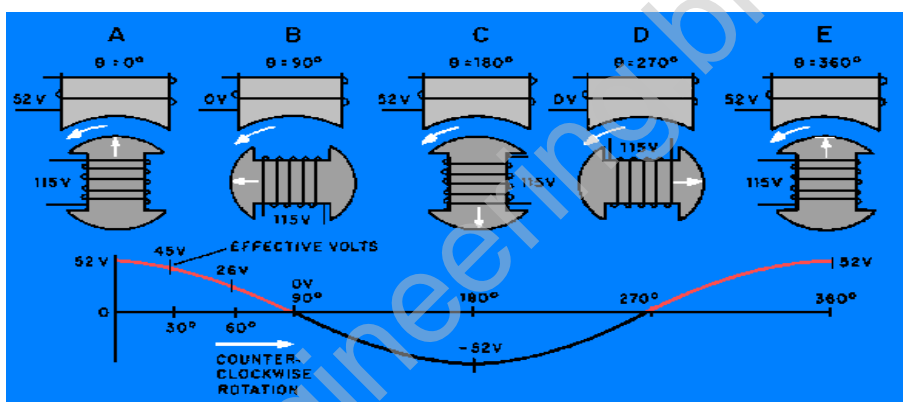 A B C D E
θ = 0° θ = 90° θ = 180° θ = 270° θ = 360°
52 V 0V 52 V 0V 52 V
115V 115V 115V 115V 115V
EFFECTIVE VOLTS
52 V 45V 26V 0V 52V
0 30° 60° 90° 180° 270° 360°
-52V
COUNTER-
CLOCKWISE
ROTATION